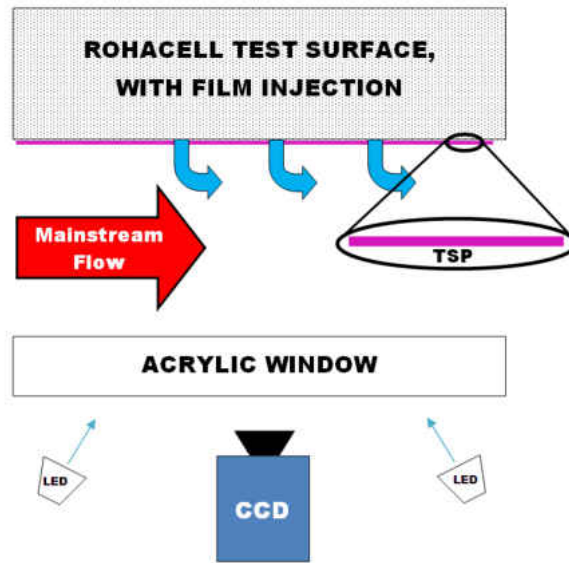 ROHACELL TEST SURFACE,
WITH FILM INJECTION
Mainstream
Flow
TSP
ACRYLIC WINDOW
LED
LED
CCD